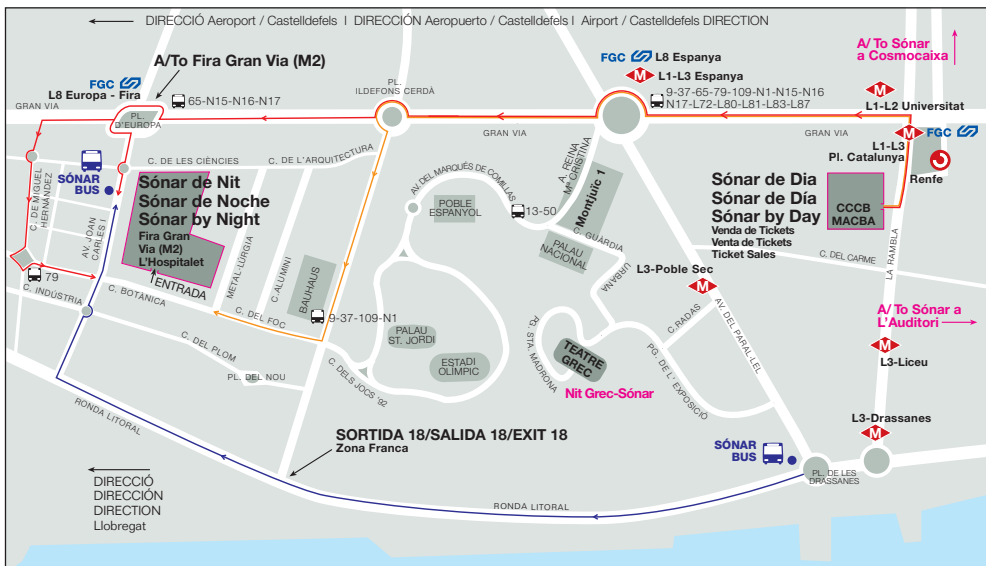 DIRECCIÓ Aeroport / Castelldefels I DIRECCIÓN Aeropuerto / Castelldefels I Airport / Castelldefels DIRECTION
A/To Sónar
a Cosmocaixa
A/To Fira Gran Via (M2)
FGC
L8 Europa - Fira
65-N15-N16-N17
PL.
ILDEFONS CERDÀ
FGC L8 Espanya
M L1-L3 Espanya
9-37-65-79-109-N1-N15-N16
N17-L72-L80-L81-L83-L87
M
L1-L2 Universitat
GRAN VIA
GRAN VIA
GRAN VIA
PL.
D'EUROPA
M FGC
L1-L3
Pl. Catalunya
Renfe
SÓNAR
BUS
C. DE LES CIÈNCIES
C. DE L'ARQUITECTURA
C. DE MIGUEL
HERNÁNDEZ
AV. JOAN
CARLES I
Sónar de Nit
Sónar de Noche
Sónar by Night
Fira Gran
Via (M2)
L'Hospitalet
ENTRADA
METAL·LÚRGIA
C. ALUMINI
BAUHAUS
AV. DEL MARQUÈS DE COMILLAS
POBLE
ESPANYOL
13-50
A. REINA
Mª CRISTINA
Montjuïc 1
C. GUÀRDIA
URBANA
PALAU
NACIONAL
Sónar de Dia
Sónar de Día
Sónar by Day
Venda de Tickets
Venta de Tickets
Ticket Sales
CCCB
MACBA
C. DEL CARME
LA RAMBLA
79
C. INDÚSTRIA
C. BOTÀNICA
C. DEL FOC
9-37-109-N1
L3-Poble Sec
M
C.RADAS
AV. DEL PARAL·LEL
A/To Sónar a
L'Auditori
M
L3-Liceu
C. DEL PLOM
PL. DEL NOU
C. DELS JOCS '92
PALAU
ST. JORDI
ESTADI
OLÍMPIC
PG. STA. MADRONA
TEATRE
GREC
Nit Grec-Sónar
PG. DE L' EXPOSICIÓ
L3-Drassanes
M
RONDA LITORAL
SORTIDA 18/SALIDA 18/EXIT 18
Zona Franca
SÓNAR
BUS
PL. DE LES
DRASSANES
DIRECCIÓ
DIRECCIÓN
DIRECTION
Llobregat
RONDA LITORAL